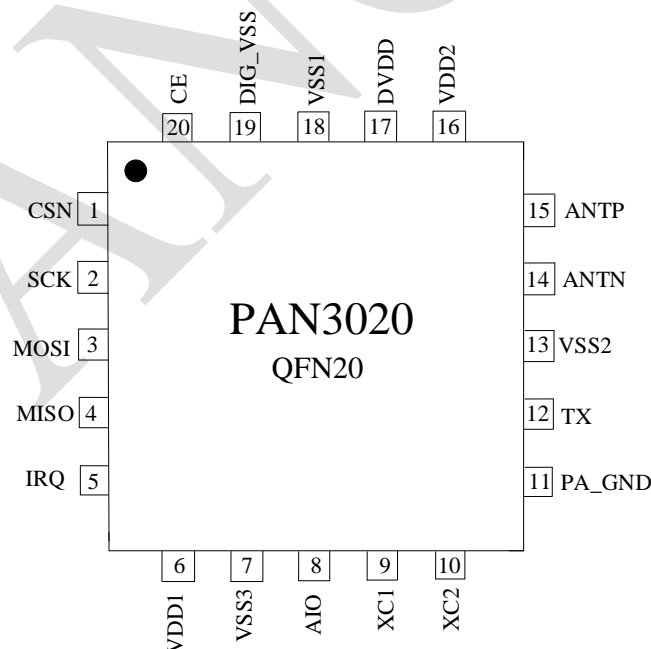 CE
DIG_VSS
VSS1
DVDD
VDD2
20 19 18 17 16
CSN 1
15 ANTP
SCK 2
14 ANTN
PAN3020
QFN20
MOSI 3
13 VSS2
MISO 4
12 TX
IRQ 5
11 PA_GND
6 7 8 9 10
VDD1
VSS3
AIO
XC1
XC2